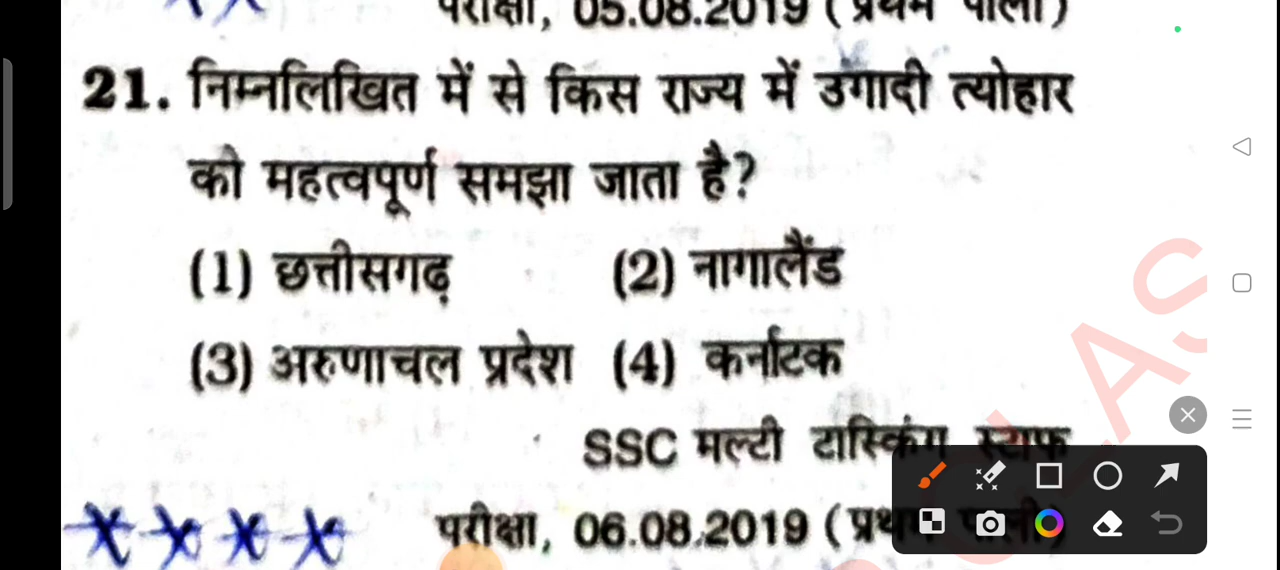 परीक्षा, 05.08.2019 (प्रथम पाली)
21. निम्नलिखित में से किस राज्य में उगादी त्योहार
को महत्वपूर्ण समझा जाता है?
(1) छत्तीसगढ़ (2) नागालैंड
(3) अरुणाचल प्रदेश (4) कर्नाटक
SSC मल्टी टास्किंग स्टाफ
परीक्षा, 06.08.2019 (प्रथम पाली)